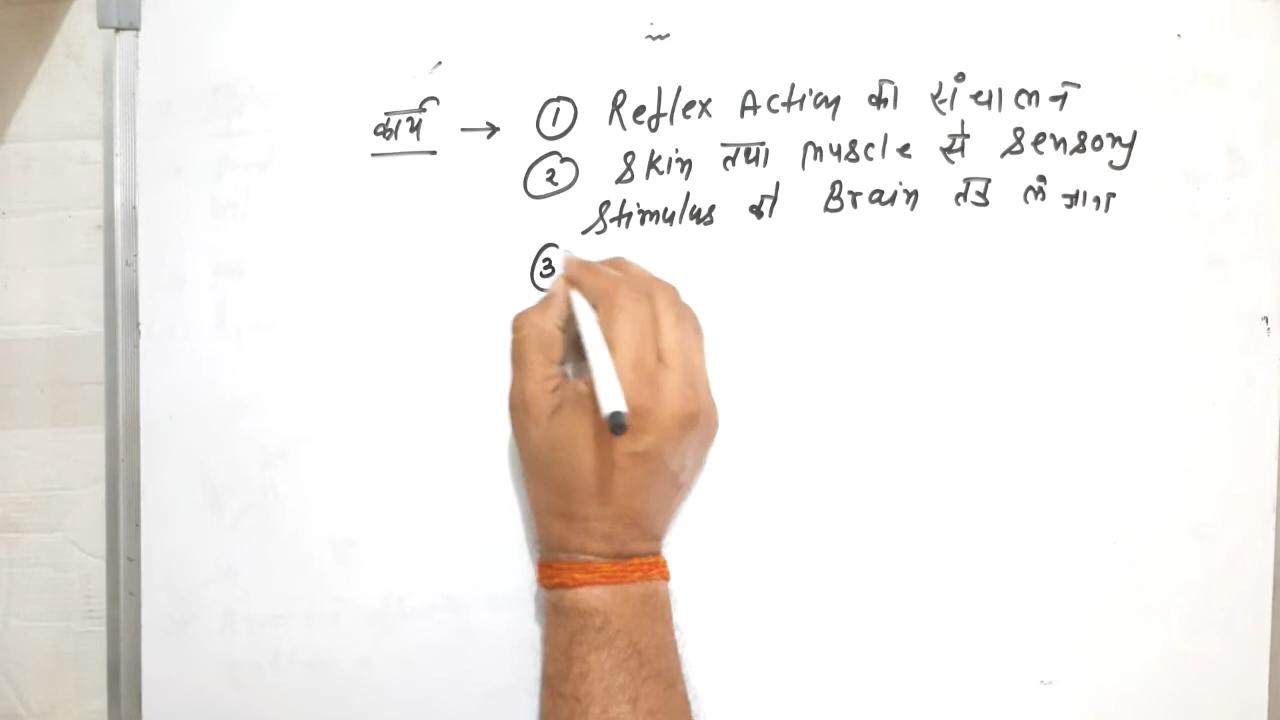 कार्य → ① Reflex Action का संचालन
② Skin तथा muscle से Sensory
Stimulus को Brain तक ले जाना
③